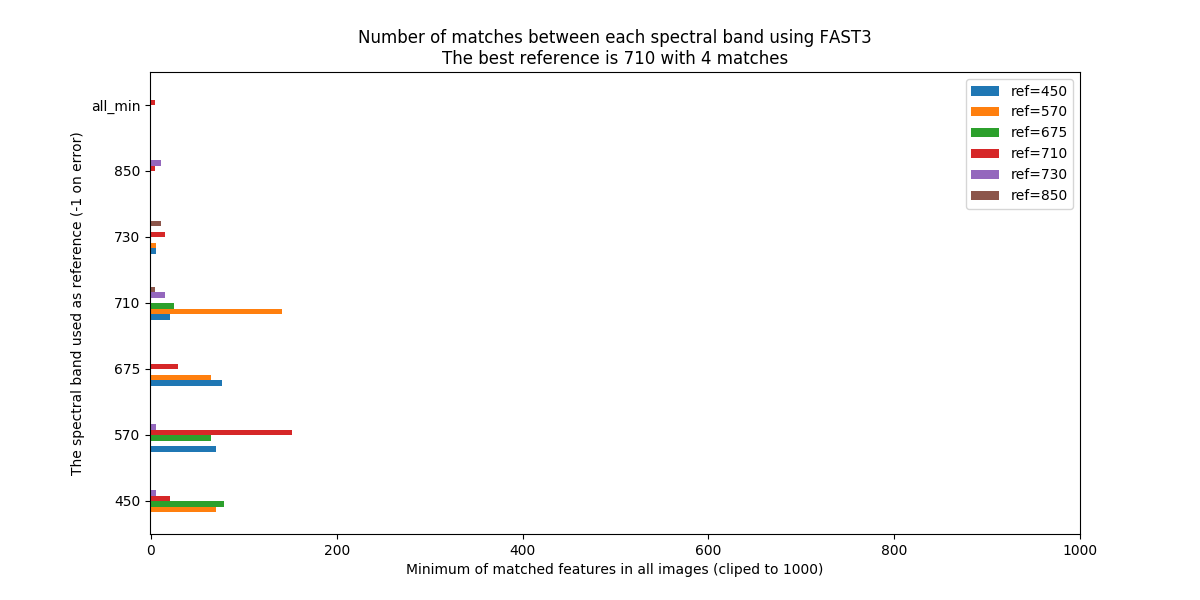 Number of matches between each spectral band using FAST3
The best reference is 710 with 4 matches
ref=450
ref=570
ref=675
ref=710
ref=730
ref=850
The spectral band used as reference (-1 on error)
all_min
850
730
710
675
570
450
0 200 400 600 800 1000
Minimum of matched features in all images (cliped to 1000)